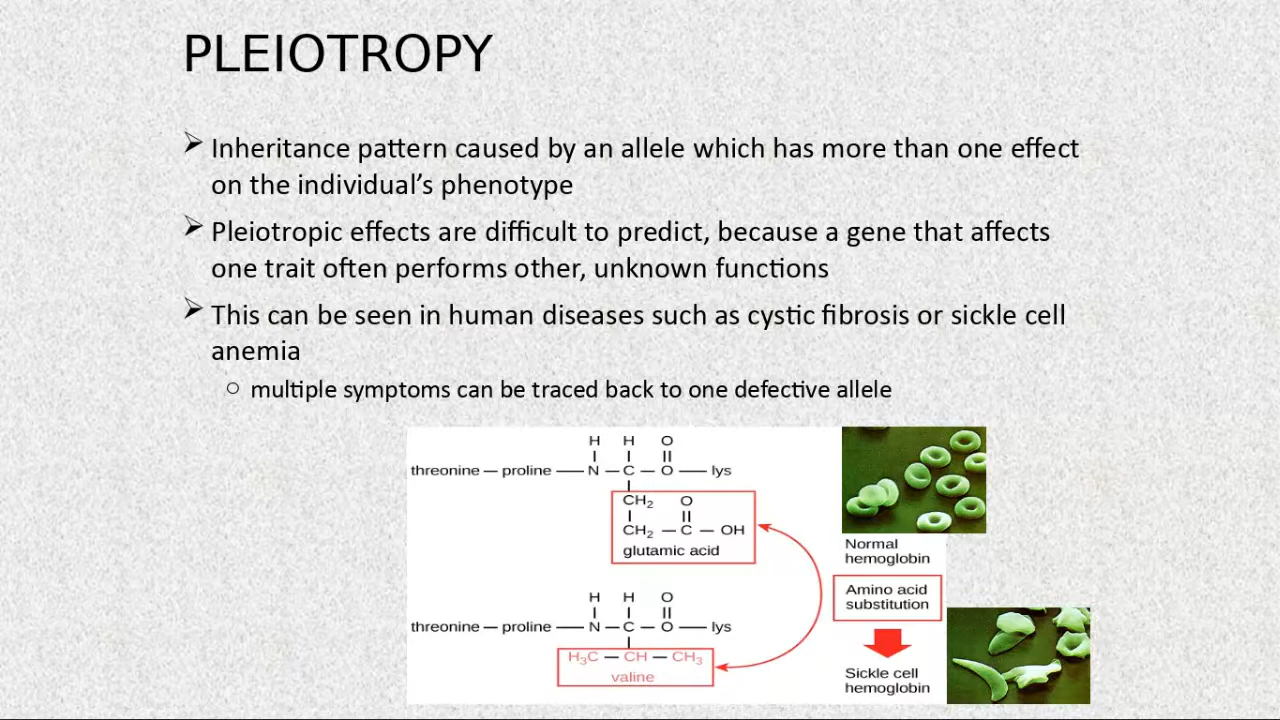 PLEIOTROPY
➢ Inheritance pattern caused by an allele which has more than one effect
on the individual’s phenotype
➢ Pleiotropic effects are difficult to predict, because a gene that affects
one trait often performs other, unknown functions
➢ This can be seen in human diseases such as cystic fibrosis or sickle cell
anemia
○ multiple symptoms can be traced back to one defective allele
H H O
threonine — proline — N — C — O — lys
CH₂ O
CH₂ — C — OH
glutamic acid
Normal
hemoglobin
Amino acid
substitution
H H O
threonine — proline — N — C — O — lys
H₃C — CH — CH₃
valine
Sickle cell
hemoglobin